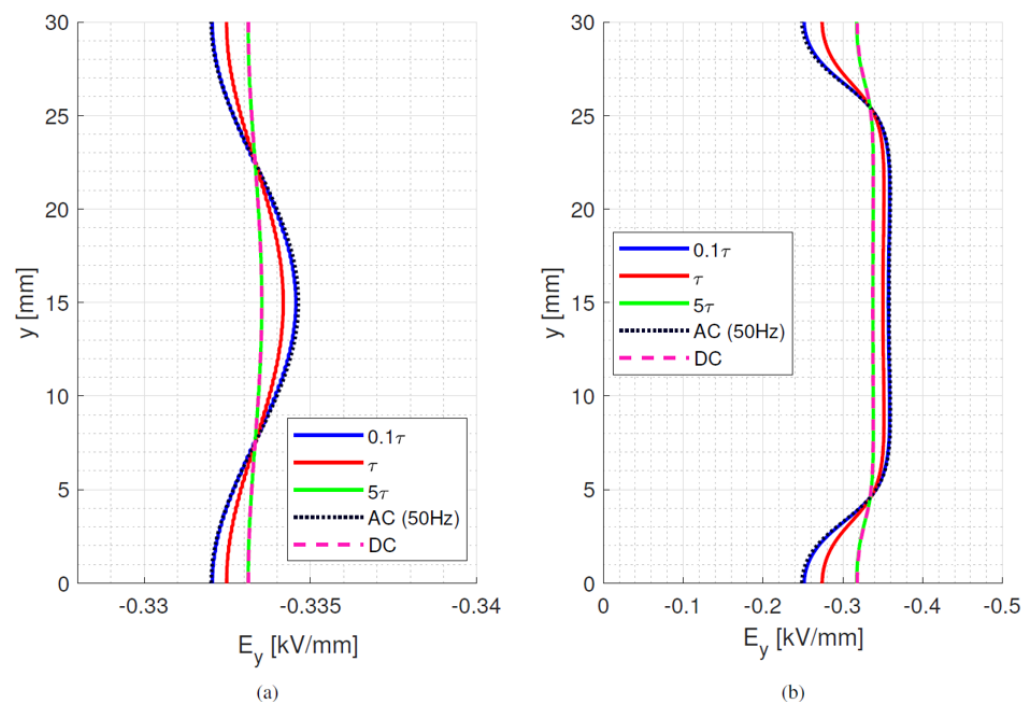 30
25
20
15
10
5
0
y [mm]
0.1τ
τ
5τ
AC (50Hz)
DC
-0.33
-0.335
-0.34
E_y [kV/mm]
(a)
30
25
20
15
10
5
0
y [mm]
0.1τ
τ
5τ
AC (50Hz)
DC
0
-0.1
-0.2
-0.3
-0.4
-0.5
E_y [kV/mm]
(b)